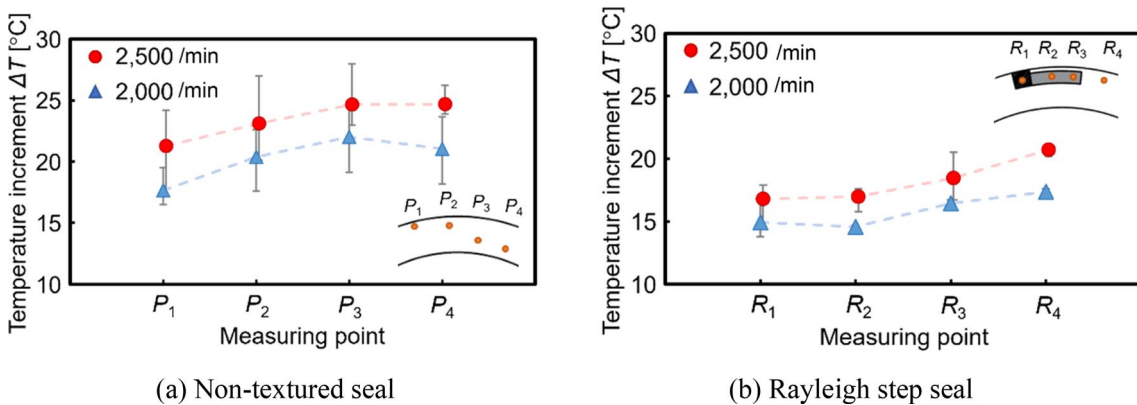 Temperature increment ΔT [°C]
30
25
20
15
10
2,500 /min
2,000 /min
P1 P2 P3 P4
P1 P2 P3 P4
Measuring point
(a) Non-textured seal
Temperature increment ΔT [°C]
30
25
20
15
10
2,500 /min
2,000 /min
R1 R2 R3 R4
R1 R2 R3 R4
Measuring point
(b) Rayleigh step seal